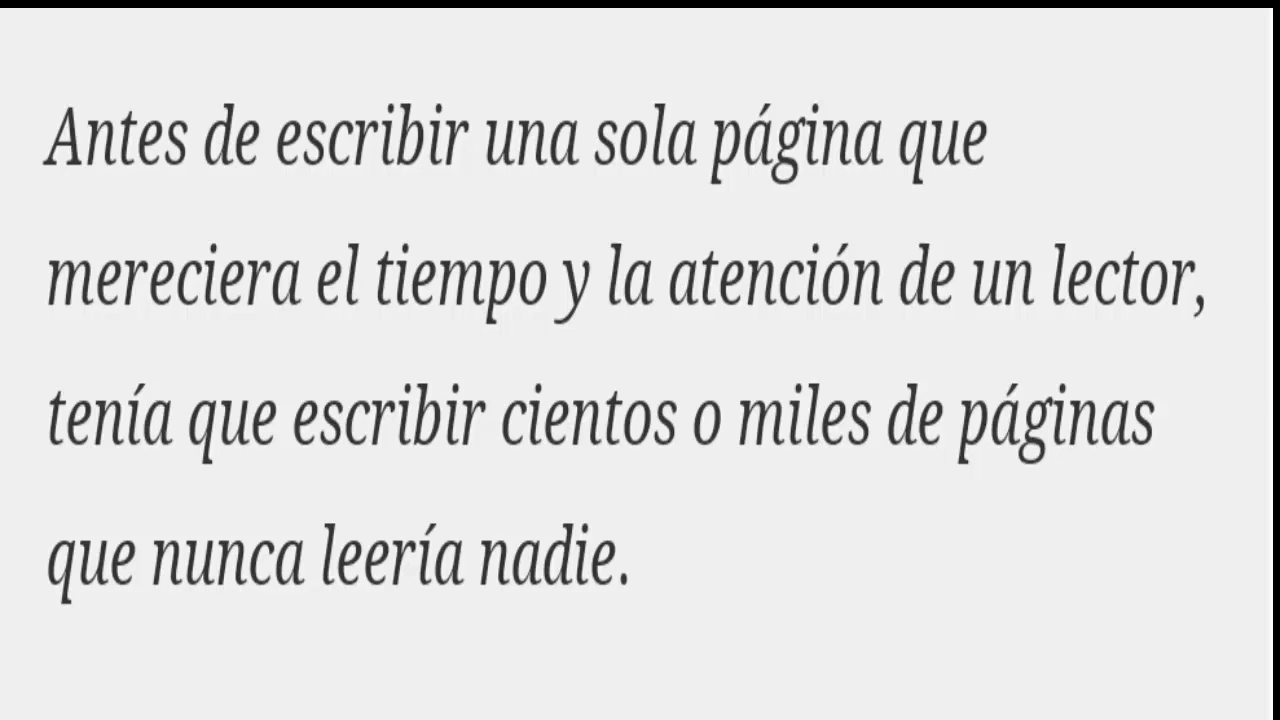 Antes de escribir una sola página que
mereciera el tiempo y la atención de un lector,
tenía que escribir cientos o miles de páginas
que nunca leería nadie.